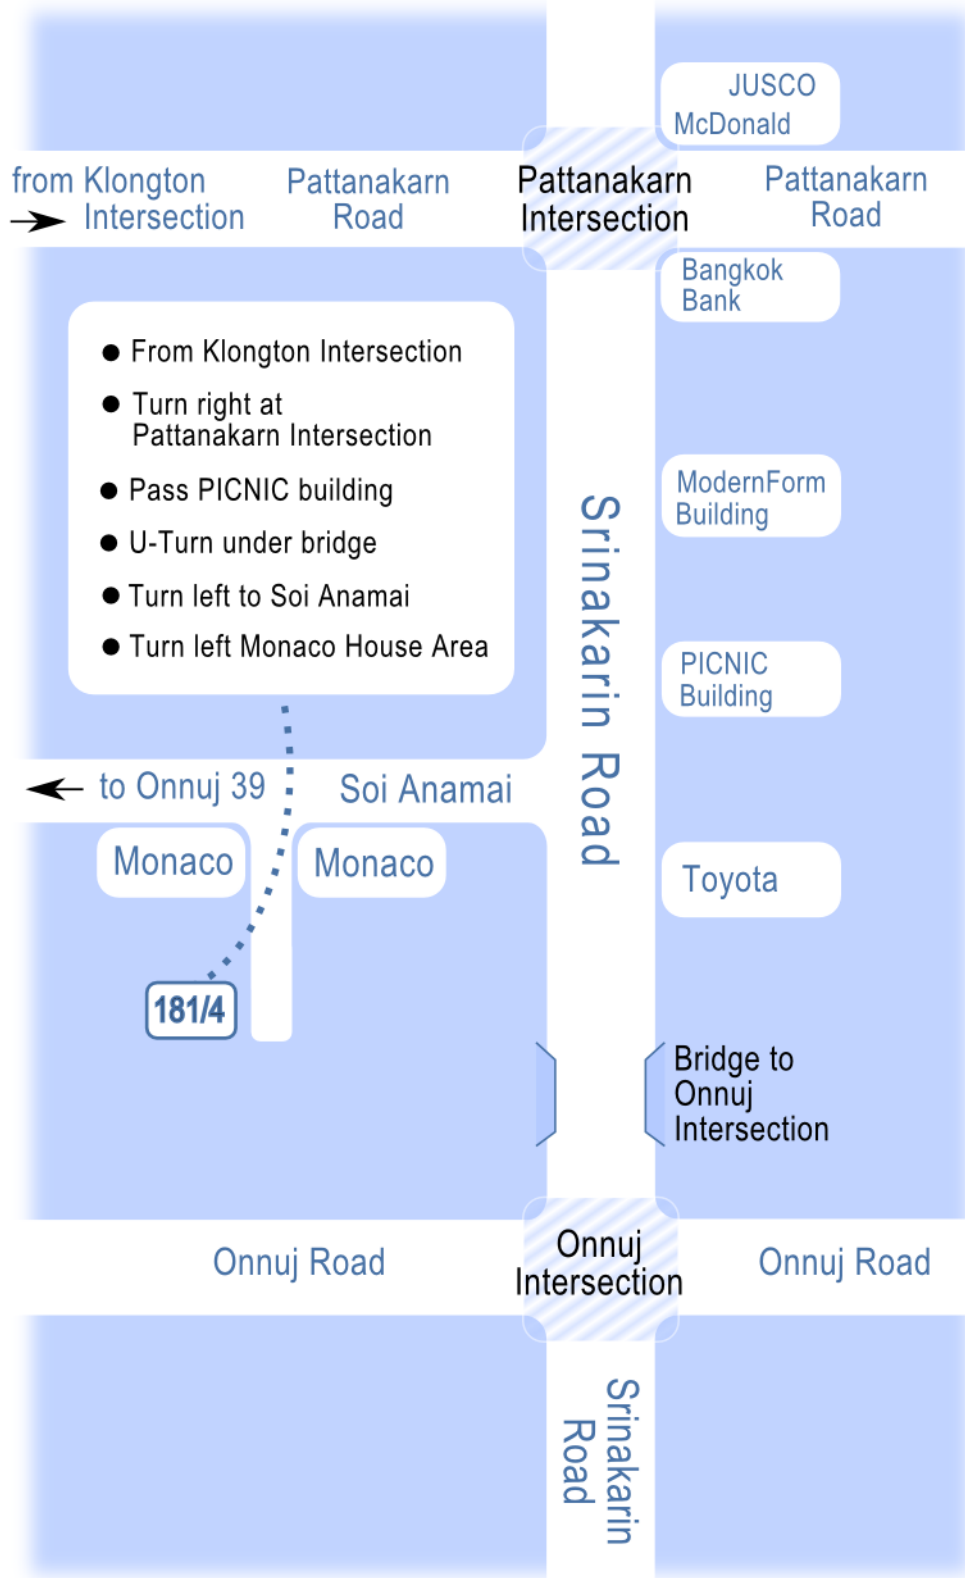 JUSCO
McDonald
from Klongton
Intersection
Pattanakarn
Road
Pattanakarn
Intersection
Pattanakarn
Road
Bangkok
Bank
● From Klongton Intersection
● Turn right at
Pattanakarn Intersection
● Pass PICNIC building
● U-Turn under bridge
● Turn left to Soi Anamai
● Turn left Monaco House Area
ModernForm
Building
Srinakarin Road
PICNIC
Building
to Onnuj 39
Soi Anamai
Monaco
Monaco
Toyota
181/4
Bridge to
Onnuj
Intersection
Onnuj Road
Onnuj
Intersection
Onnuj Road
Srinakarin
Road